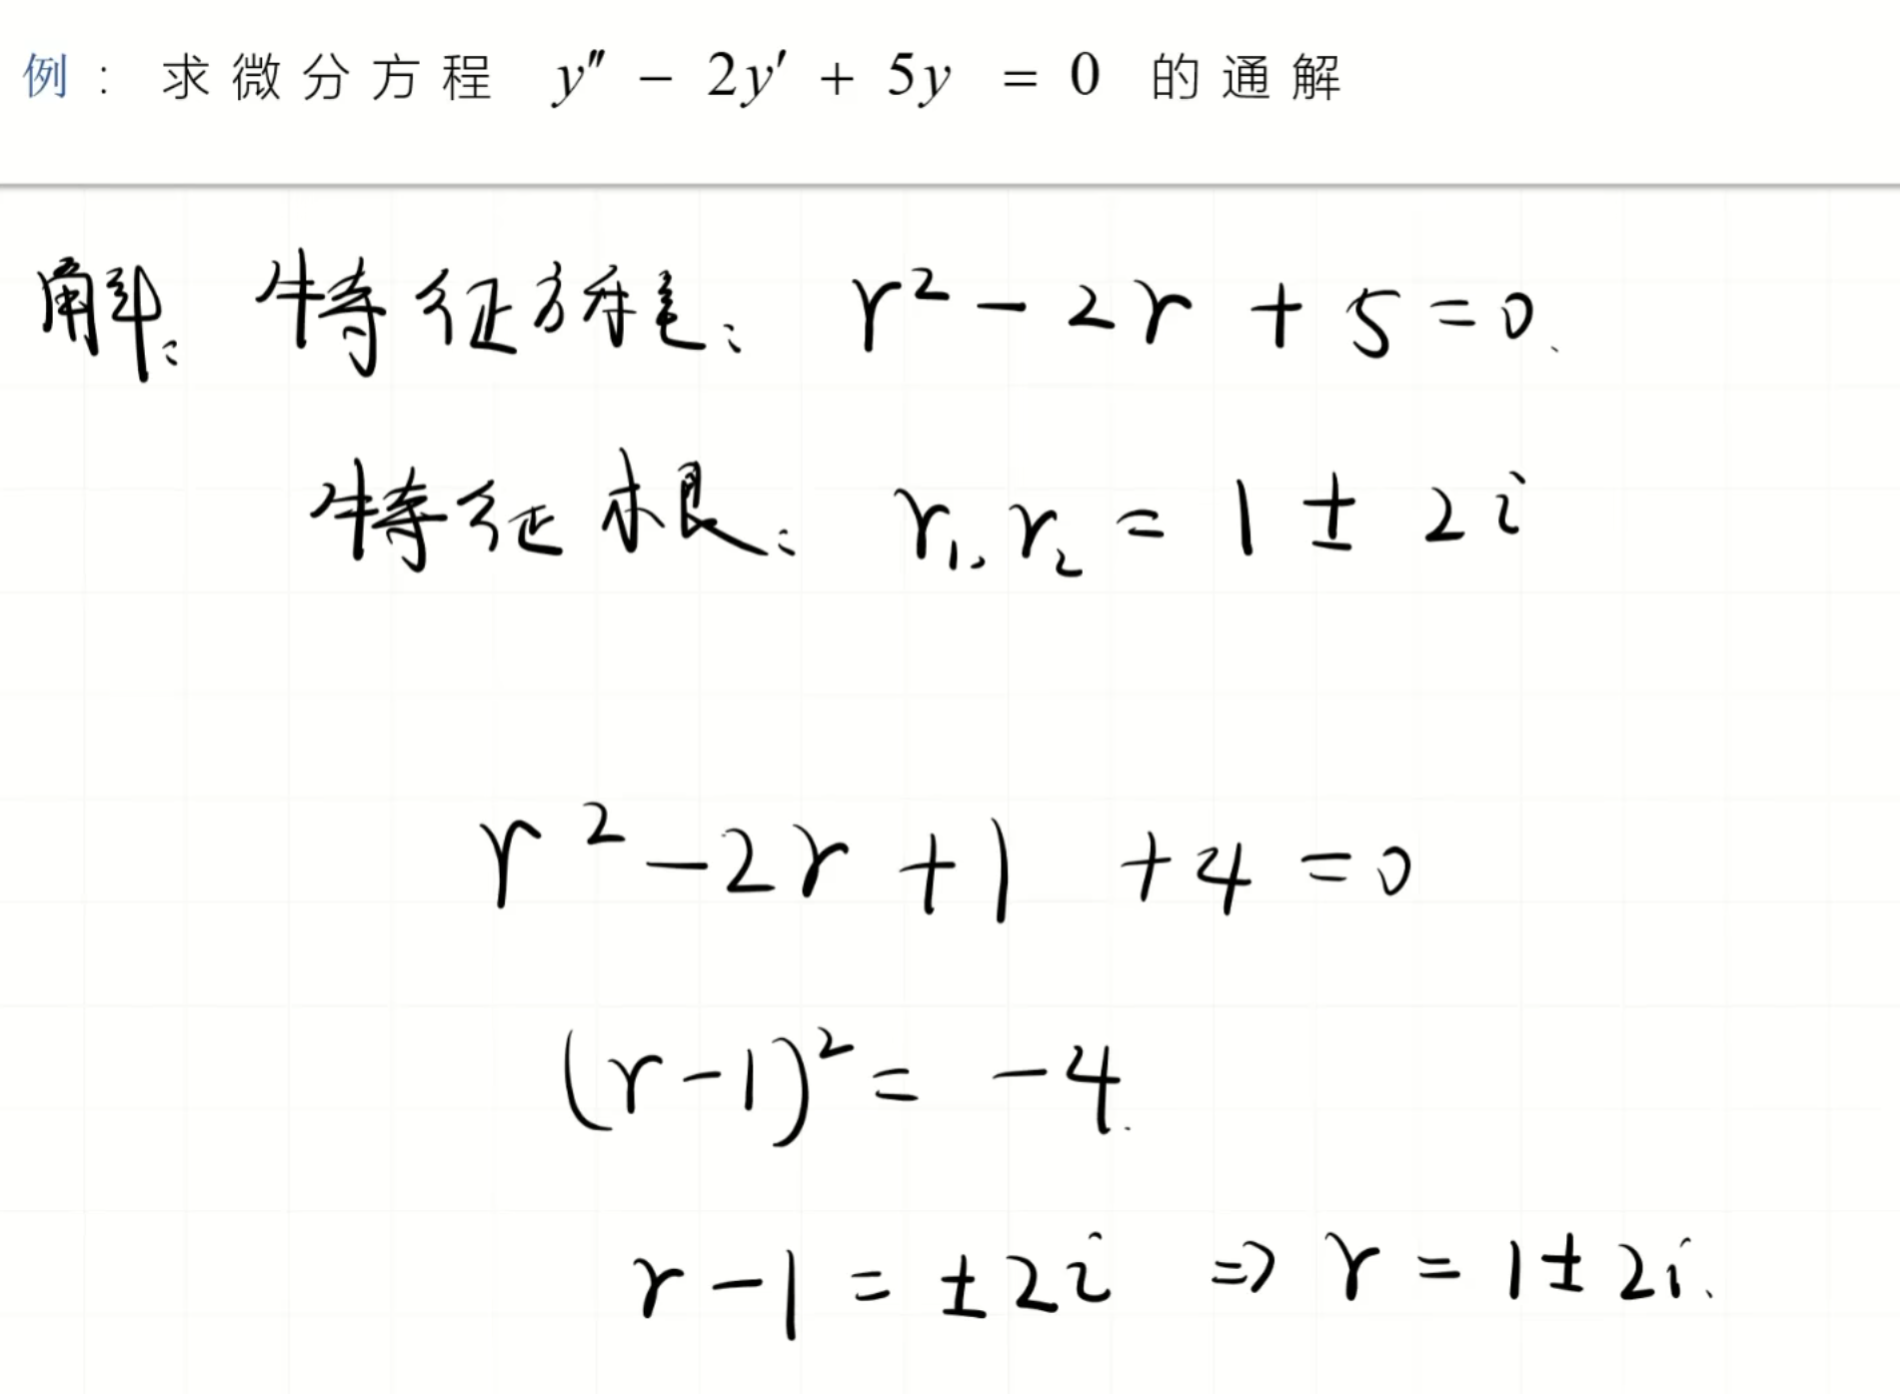 例：求微分方程 y″ − 2y′ + 5y = 0 的通解
解: 特征方程: r² − 2r + 5 = 0.
特征根: r₁, r₂ = 1 ± 2i
r² − 2r + 1 + 4 = 0
(r − 1)² = −4.
r − 1 = ± 2i ⇒ r = 1 ± 2i.